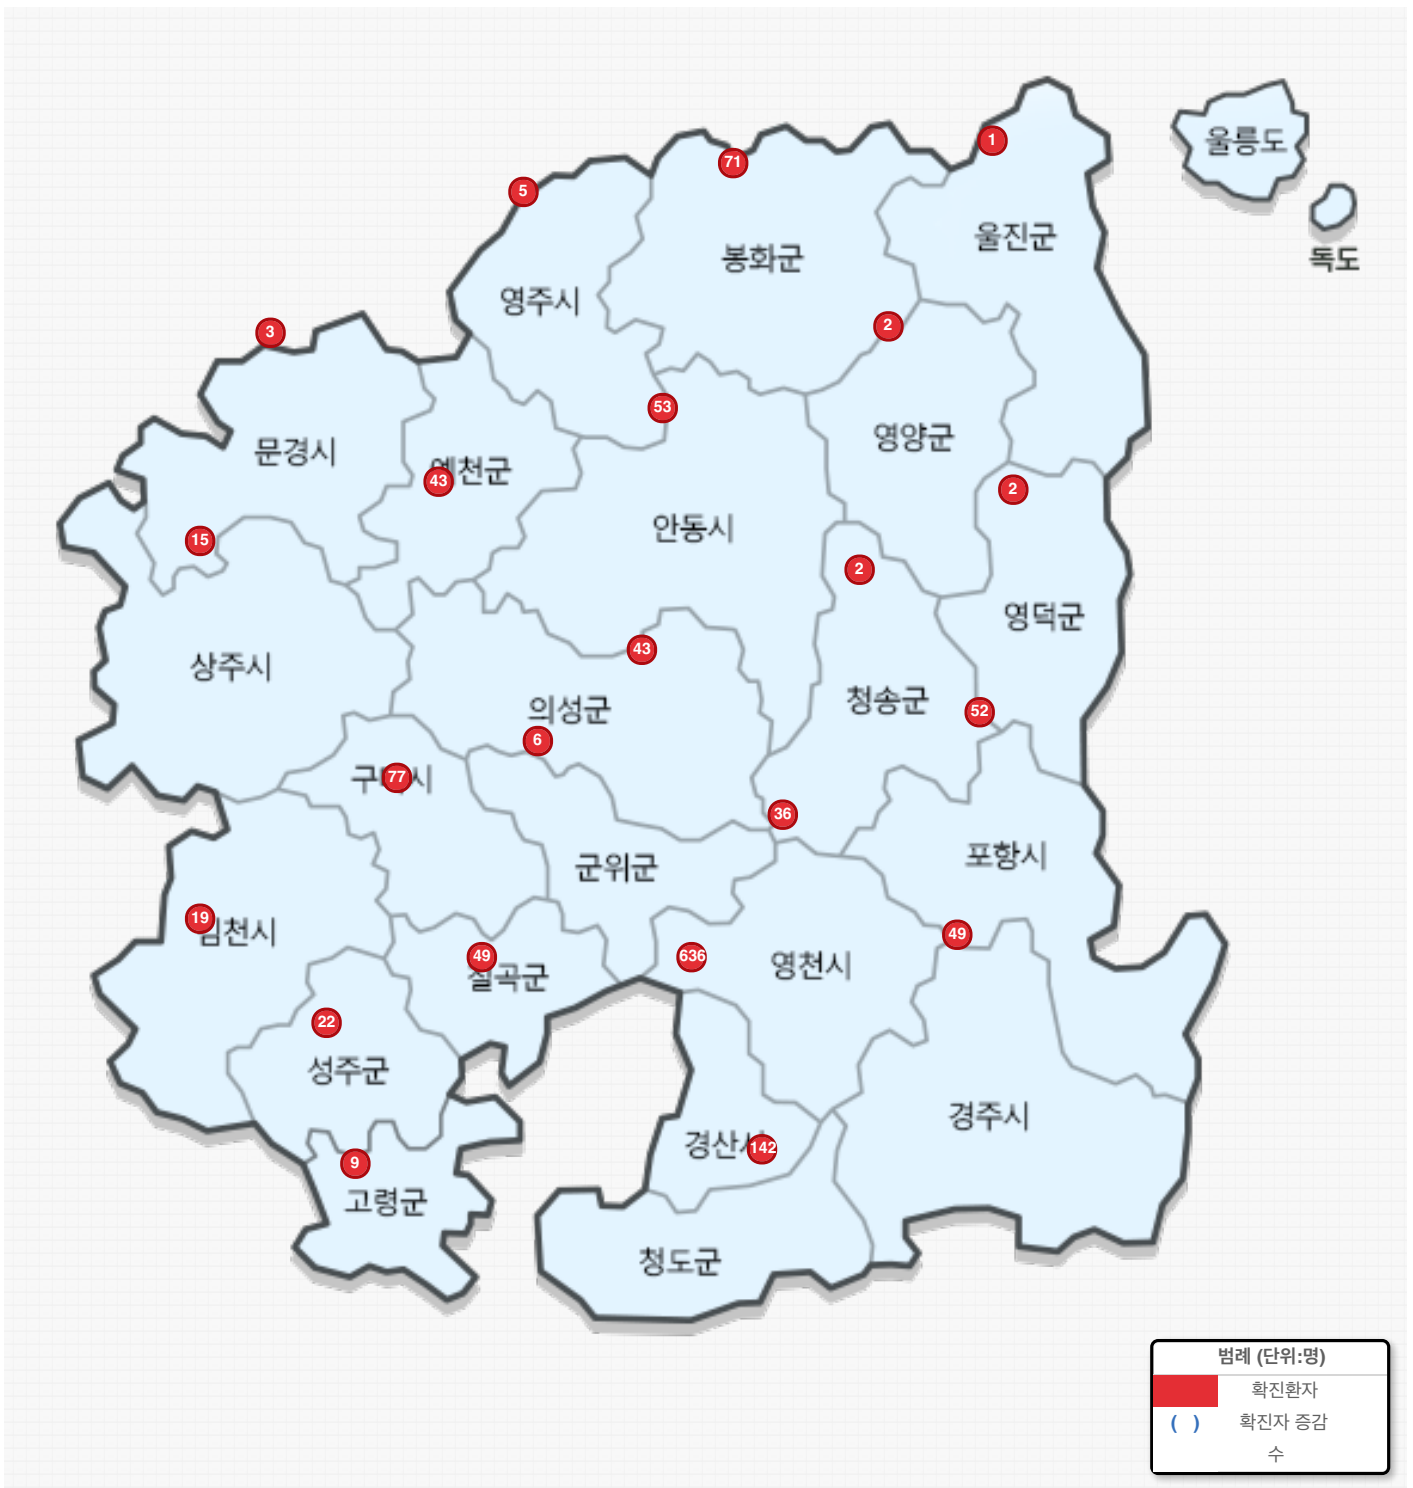 울릉도
독도
1
71
5
울진군
봉화군
영주시
2
3
53
영양군
문경시
천군
43
2
안동시
15
2
영덕군
43
상주시
청송군
의성군
52
6
구 77 시
36
포항시
군위군
19
천시
49
49
곡군
636
영천시
22
성주군
경주시
경산
142
9
고령군
청도군
범례 (단위:명)
확진환자
( ) 확진자 증감
수